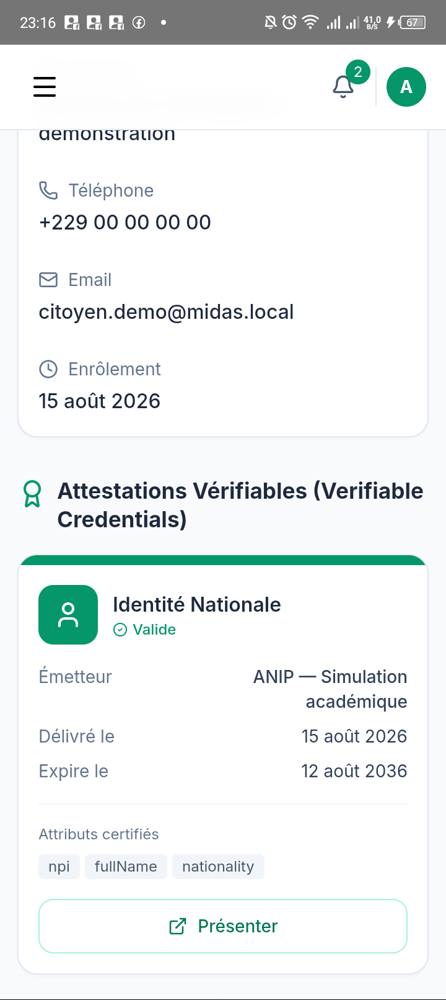 23:16
41,0
B/S
67
2
A
démonstration
Téléphone
+229 00 00 00 00
Email
citoyen.demo@midas.local
Enrôlement
15 août 2026
Attestations Vérifiables (Verifiable
Credentials)
Identité Nationale
Valide
Émetteur
ANIP — Simulation
académique
Délivré le
15 août 2026
Expire le
12 août 2036
Attributs certifiés
npi
fullName
nationality
Présenter